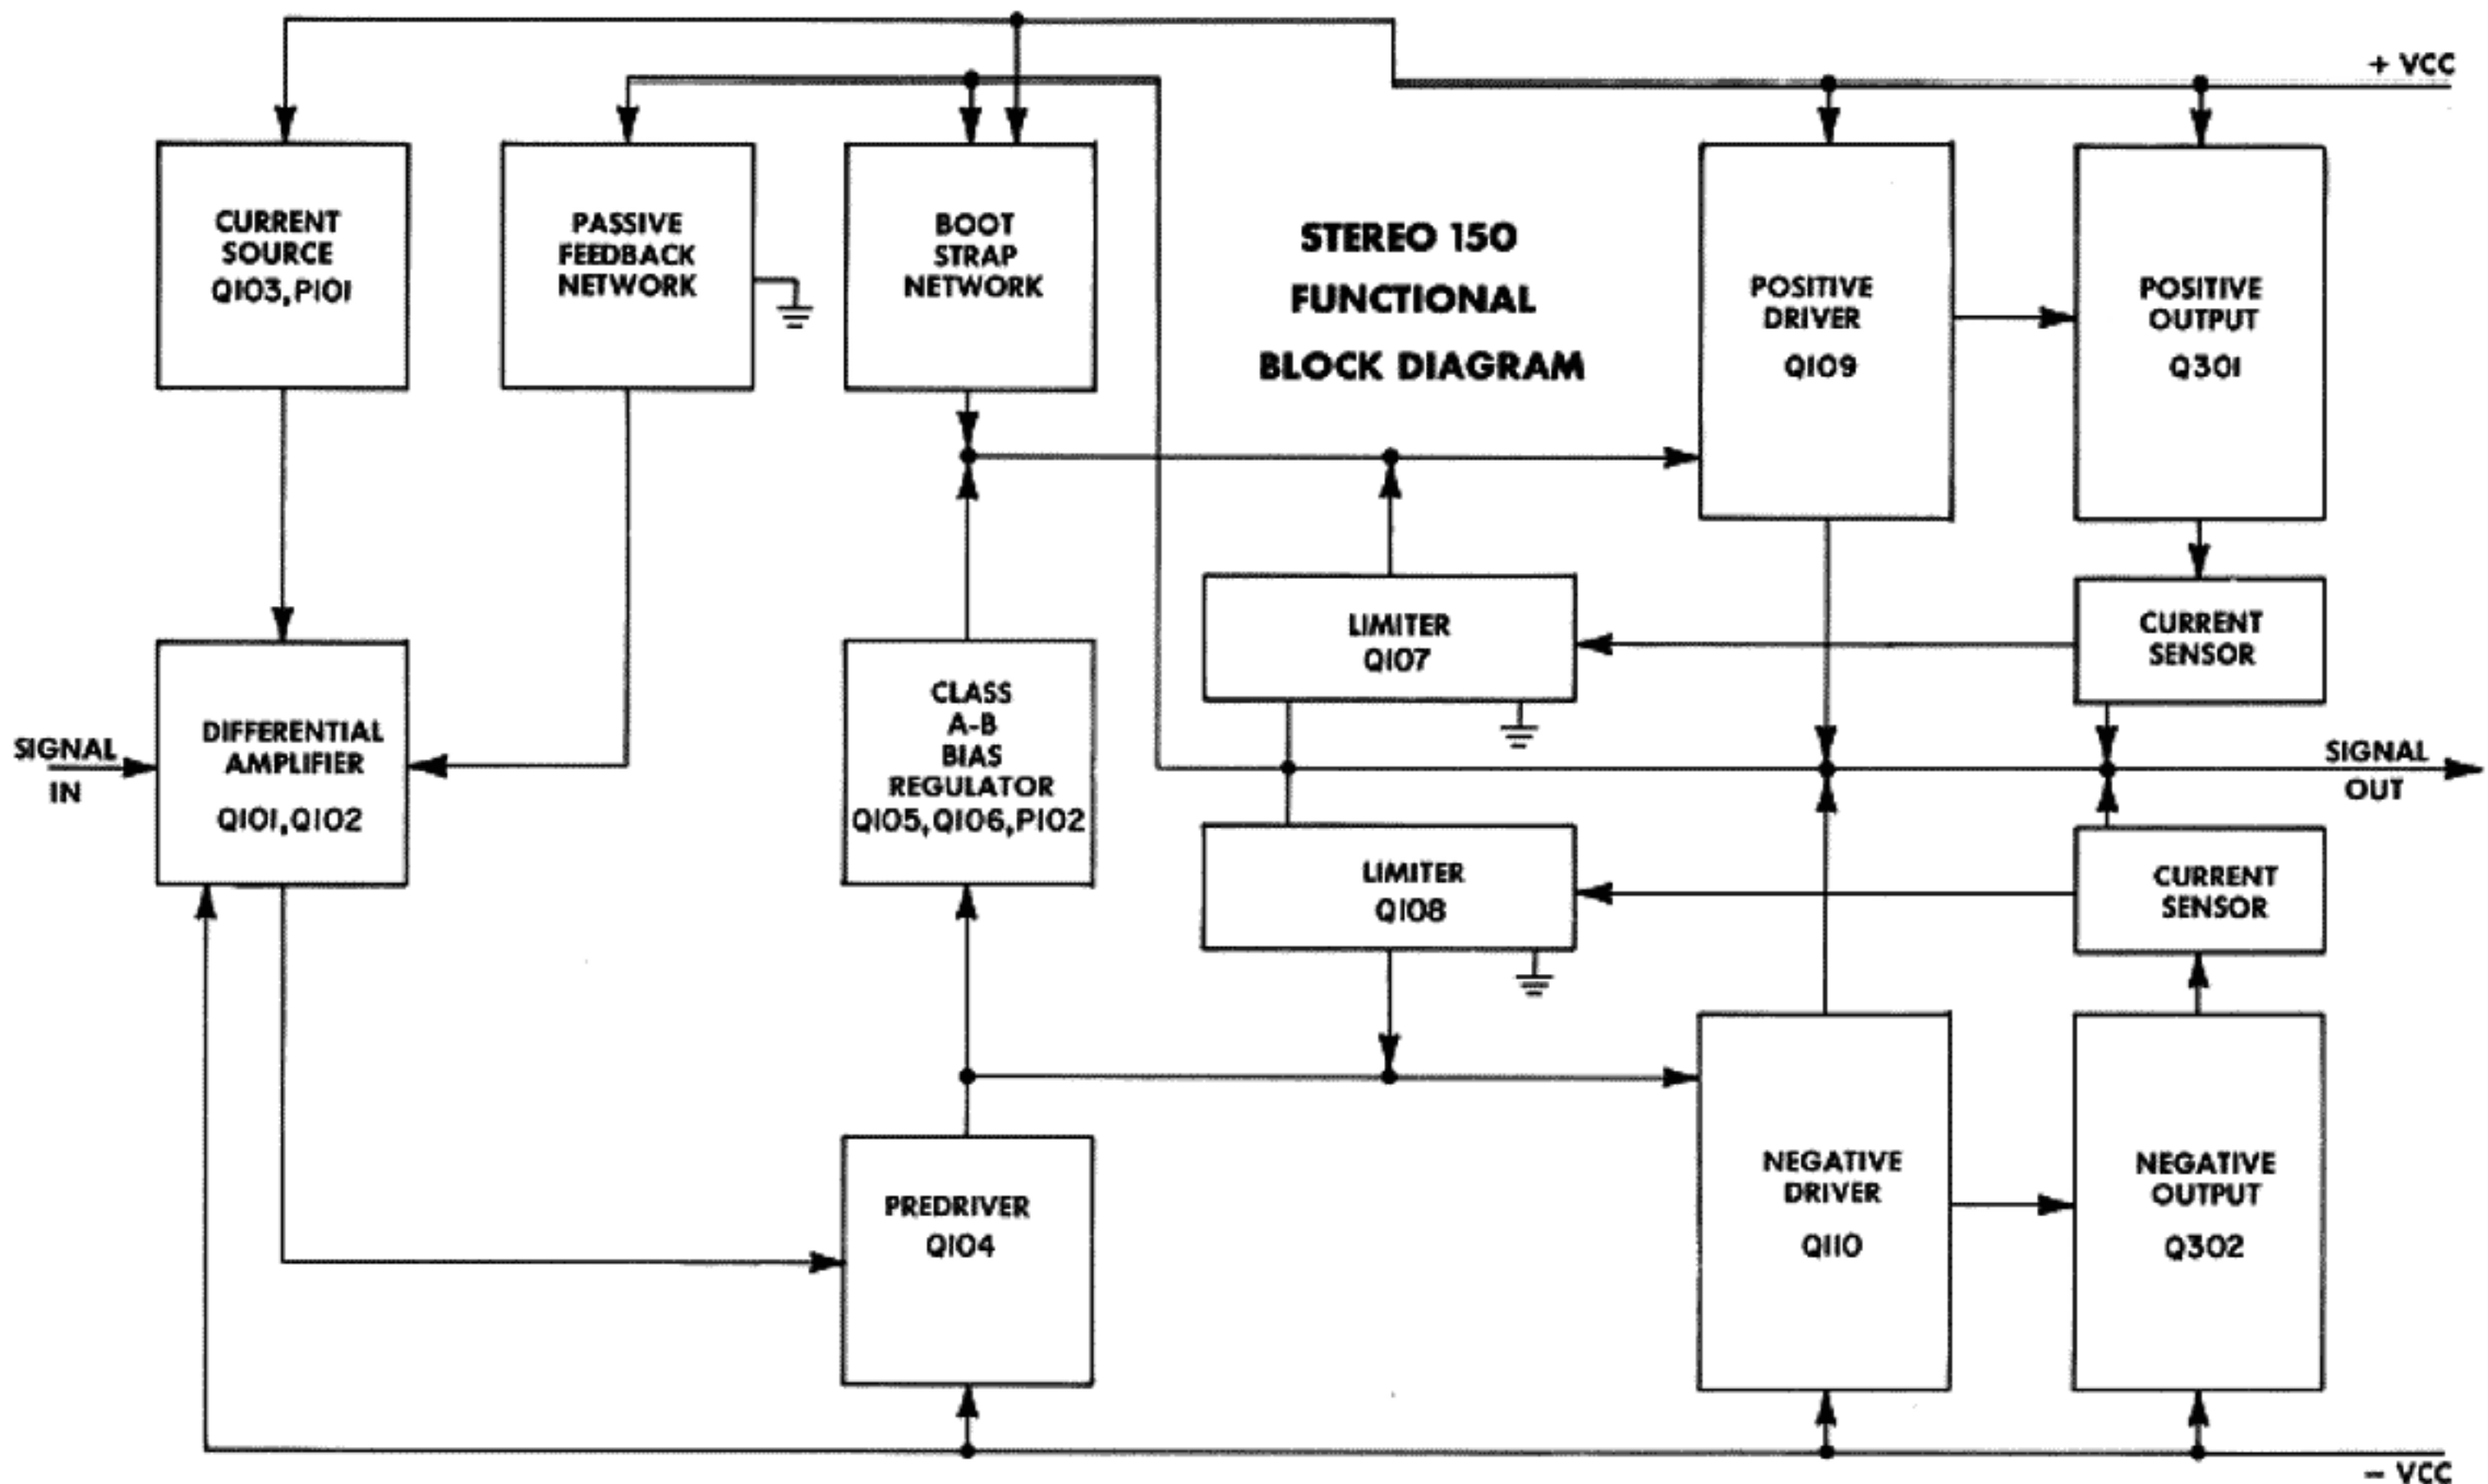 + VCC
CURRENT
SOURCE
Q103,P101
PASSIVE
FEEDBACK
NETWORK
BOOT
STRAP
NETWORK
STEREO 150
FUNCTIONAL
BLOCK DIAGRAM
POSITIVE
DRIVER
Q109
POSITIVE
OUTPUT
Q301
LIMITER
Q107
CURRENT
SENSOR
SIGNAL
IN
DIFFERENTIAL
AMPLIFIER
Q101,Q102
CLASS
A-B
BIAS
REGULATOR
Q105,Q106,P102
SIGNAL
OUT
LIMITER
Q108
CURRENT
SENSOR
PREDRIVER
Q104
NEGATIVE
DRIVER
Q110
NEGATIVE
OUTPUT
Q302
- VCC